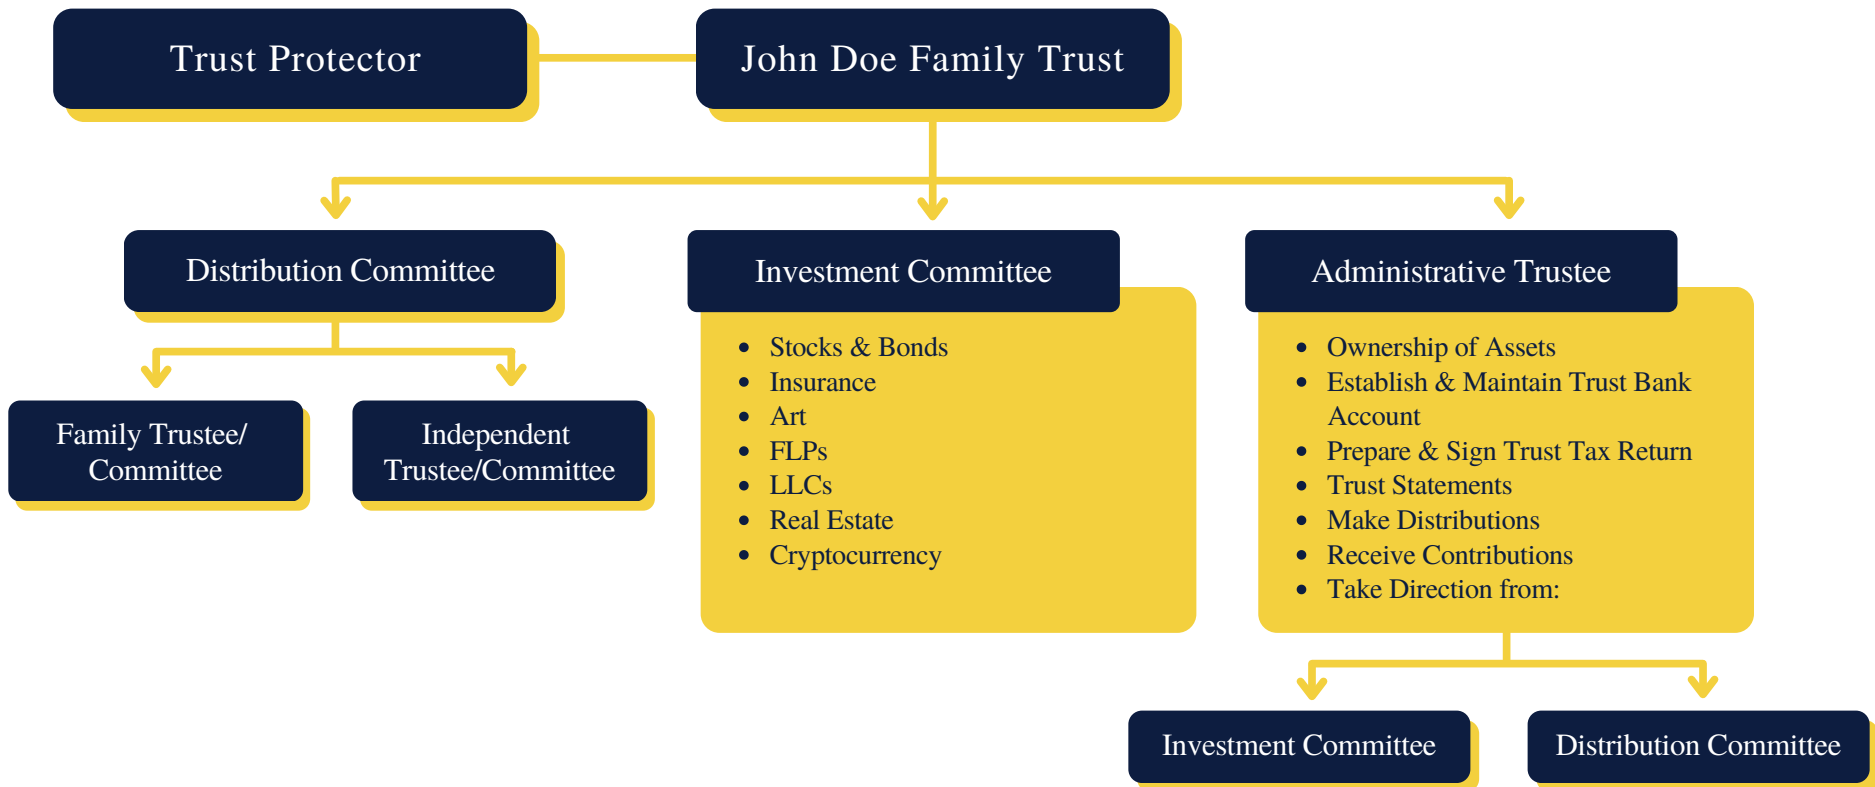 Trust Protector
John Doe Family Trust
Distribution Committee
Family Trustee/
Committee
Independent
Trustee/Committee
Investment Committee
• Stocks & Bonds
• Insurance
• Art
• FLPs
• LLCs
• Real Estate
• Cryptocurrency
Administrative Trustee
• Ownership of Assets
• Establish & Maintain Trust Bank
Account
• Prepare & Sign Trust Tax Return
• Trust Statements
• Make Distributions
• Receive Contributions
• Take Direction from:
Investment Committee
Distribution Committee